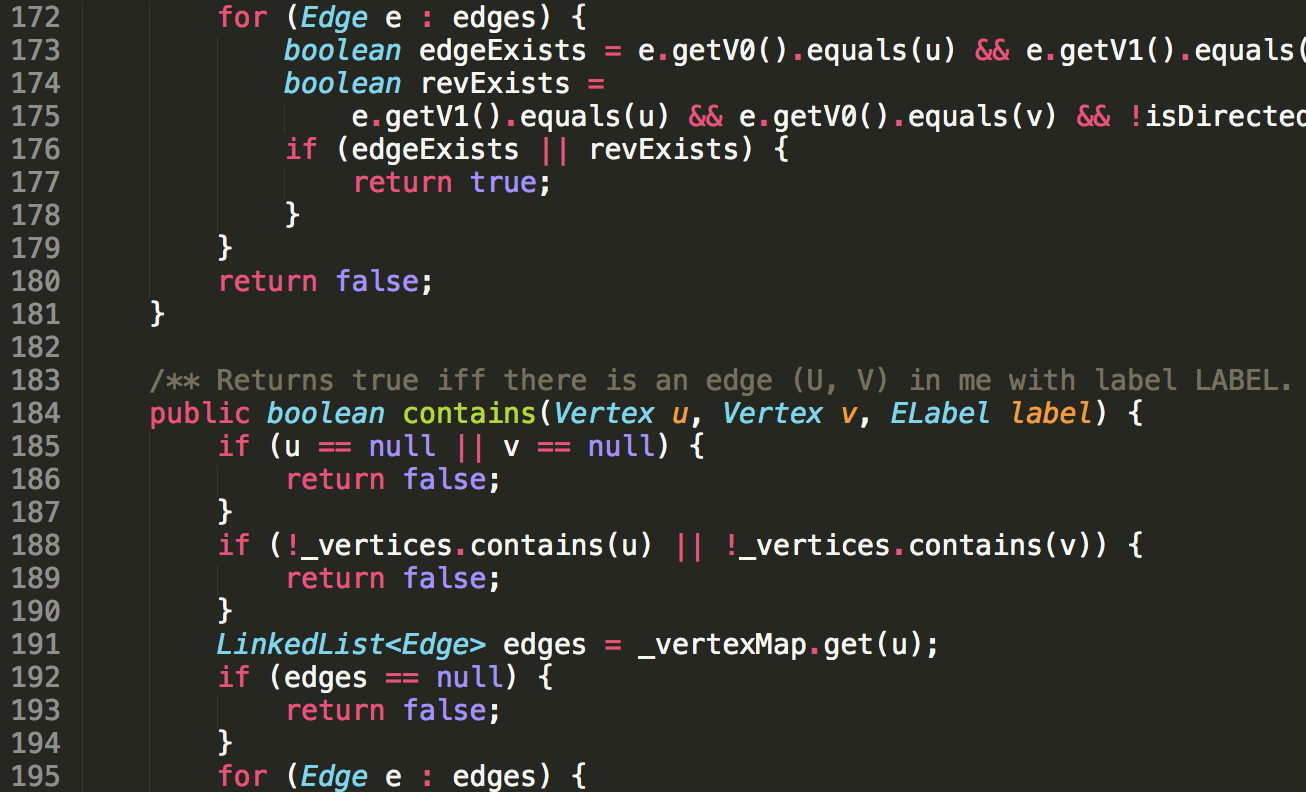 172 for (Edge e : edges) {
173 boolean edgeExists = e.getV0().equals(u) && e.getV1().equals(
174 boolean revExists =
175 e.getV1().equals(u) && e.getV0().equals(v) && !isDirected
176 if (edgeExists || revExists) {
177 return true;
178 }
179 }
180 return false;
181 }
182
183 /** Returns true iff there is an edge (U, V) in me with label LABEL.
184 public boolean contains(Vertex u, Vertex v, ELabel label) {
185 if (u == null || v == null) {
186 return false;
187 }
188 if (!_vertices.contains(u) || !_vertices.contains(v)) {
189 return false;
190 }
191 LinkedList<Edge> edges = _vertexMap.get(u);
192 if (edges == null) {
193 return false;
194 }
195 for (Edge e : edges) {